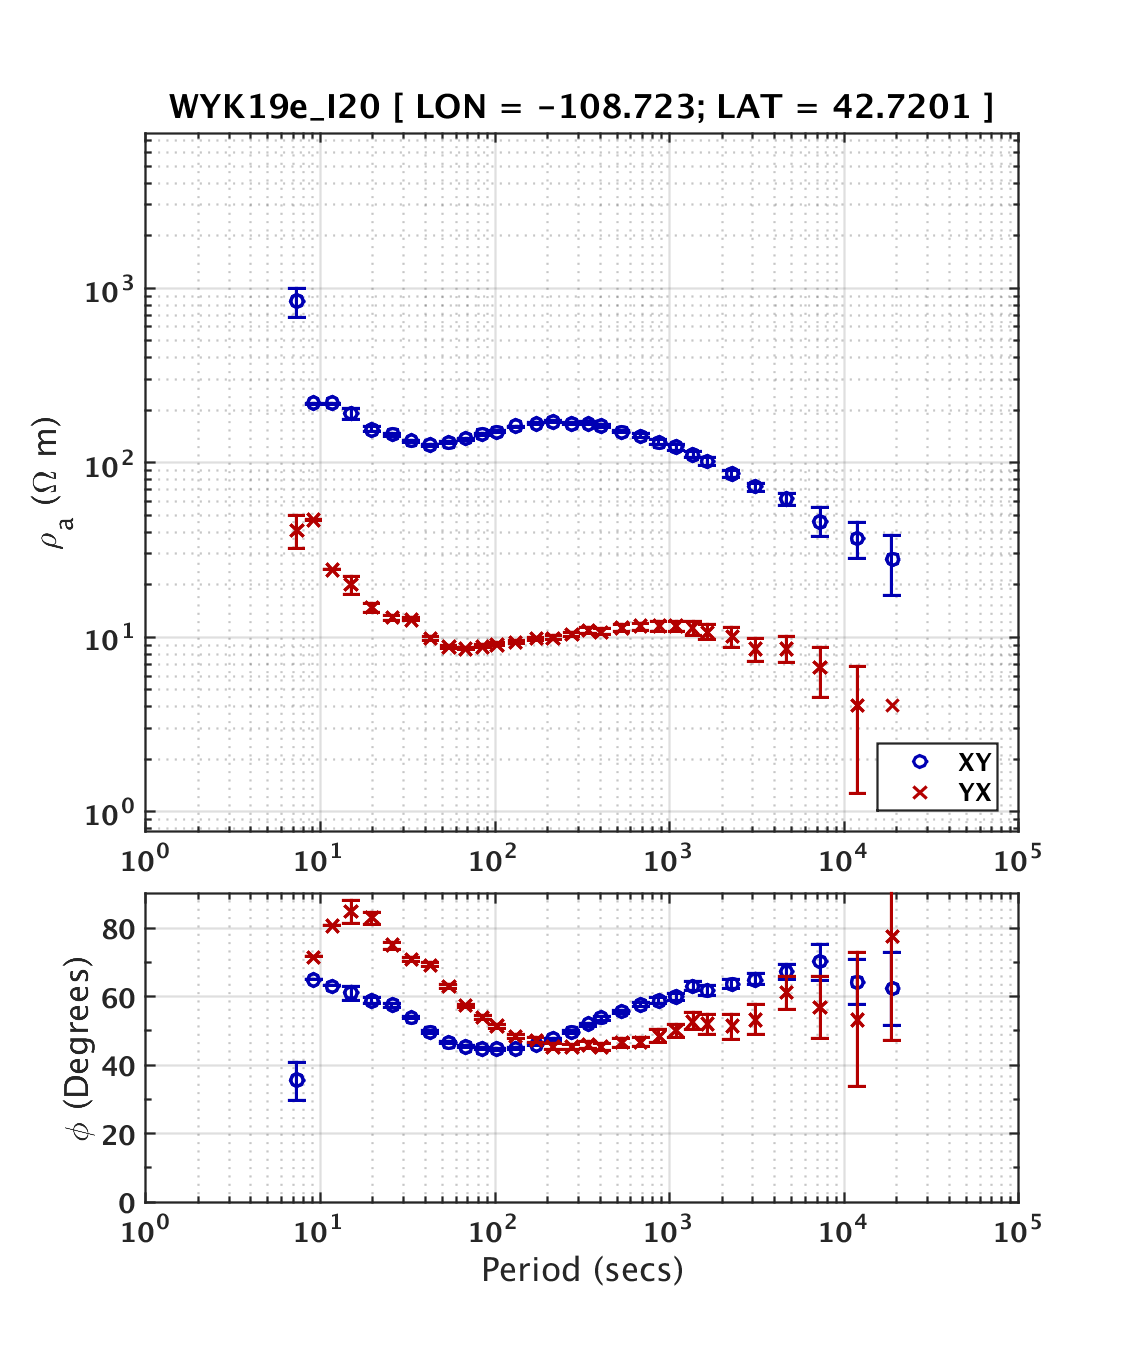 WYK19e_I20 [ LON = -108.723; LAT = 42.7201 ]
10³
10²
10¹
10⁰
ρa (Ω m)
XY
YX
10⁰ 10¹ 10² 10³ 10⁴ 10⁵
80
60
40
20
0
ϕ (Degrees)
10⁰ 10¹ 10² 10³ 10⁴ 10⁵
Period (secs)